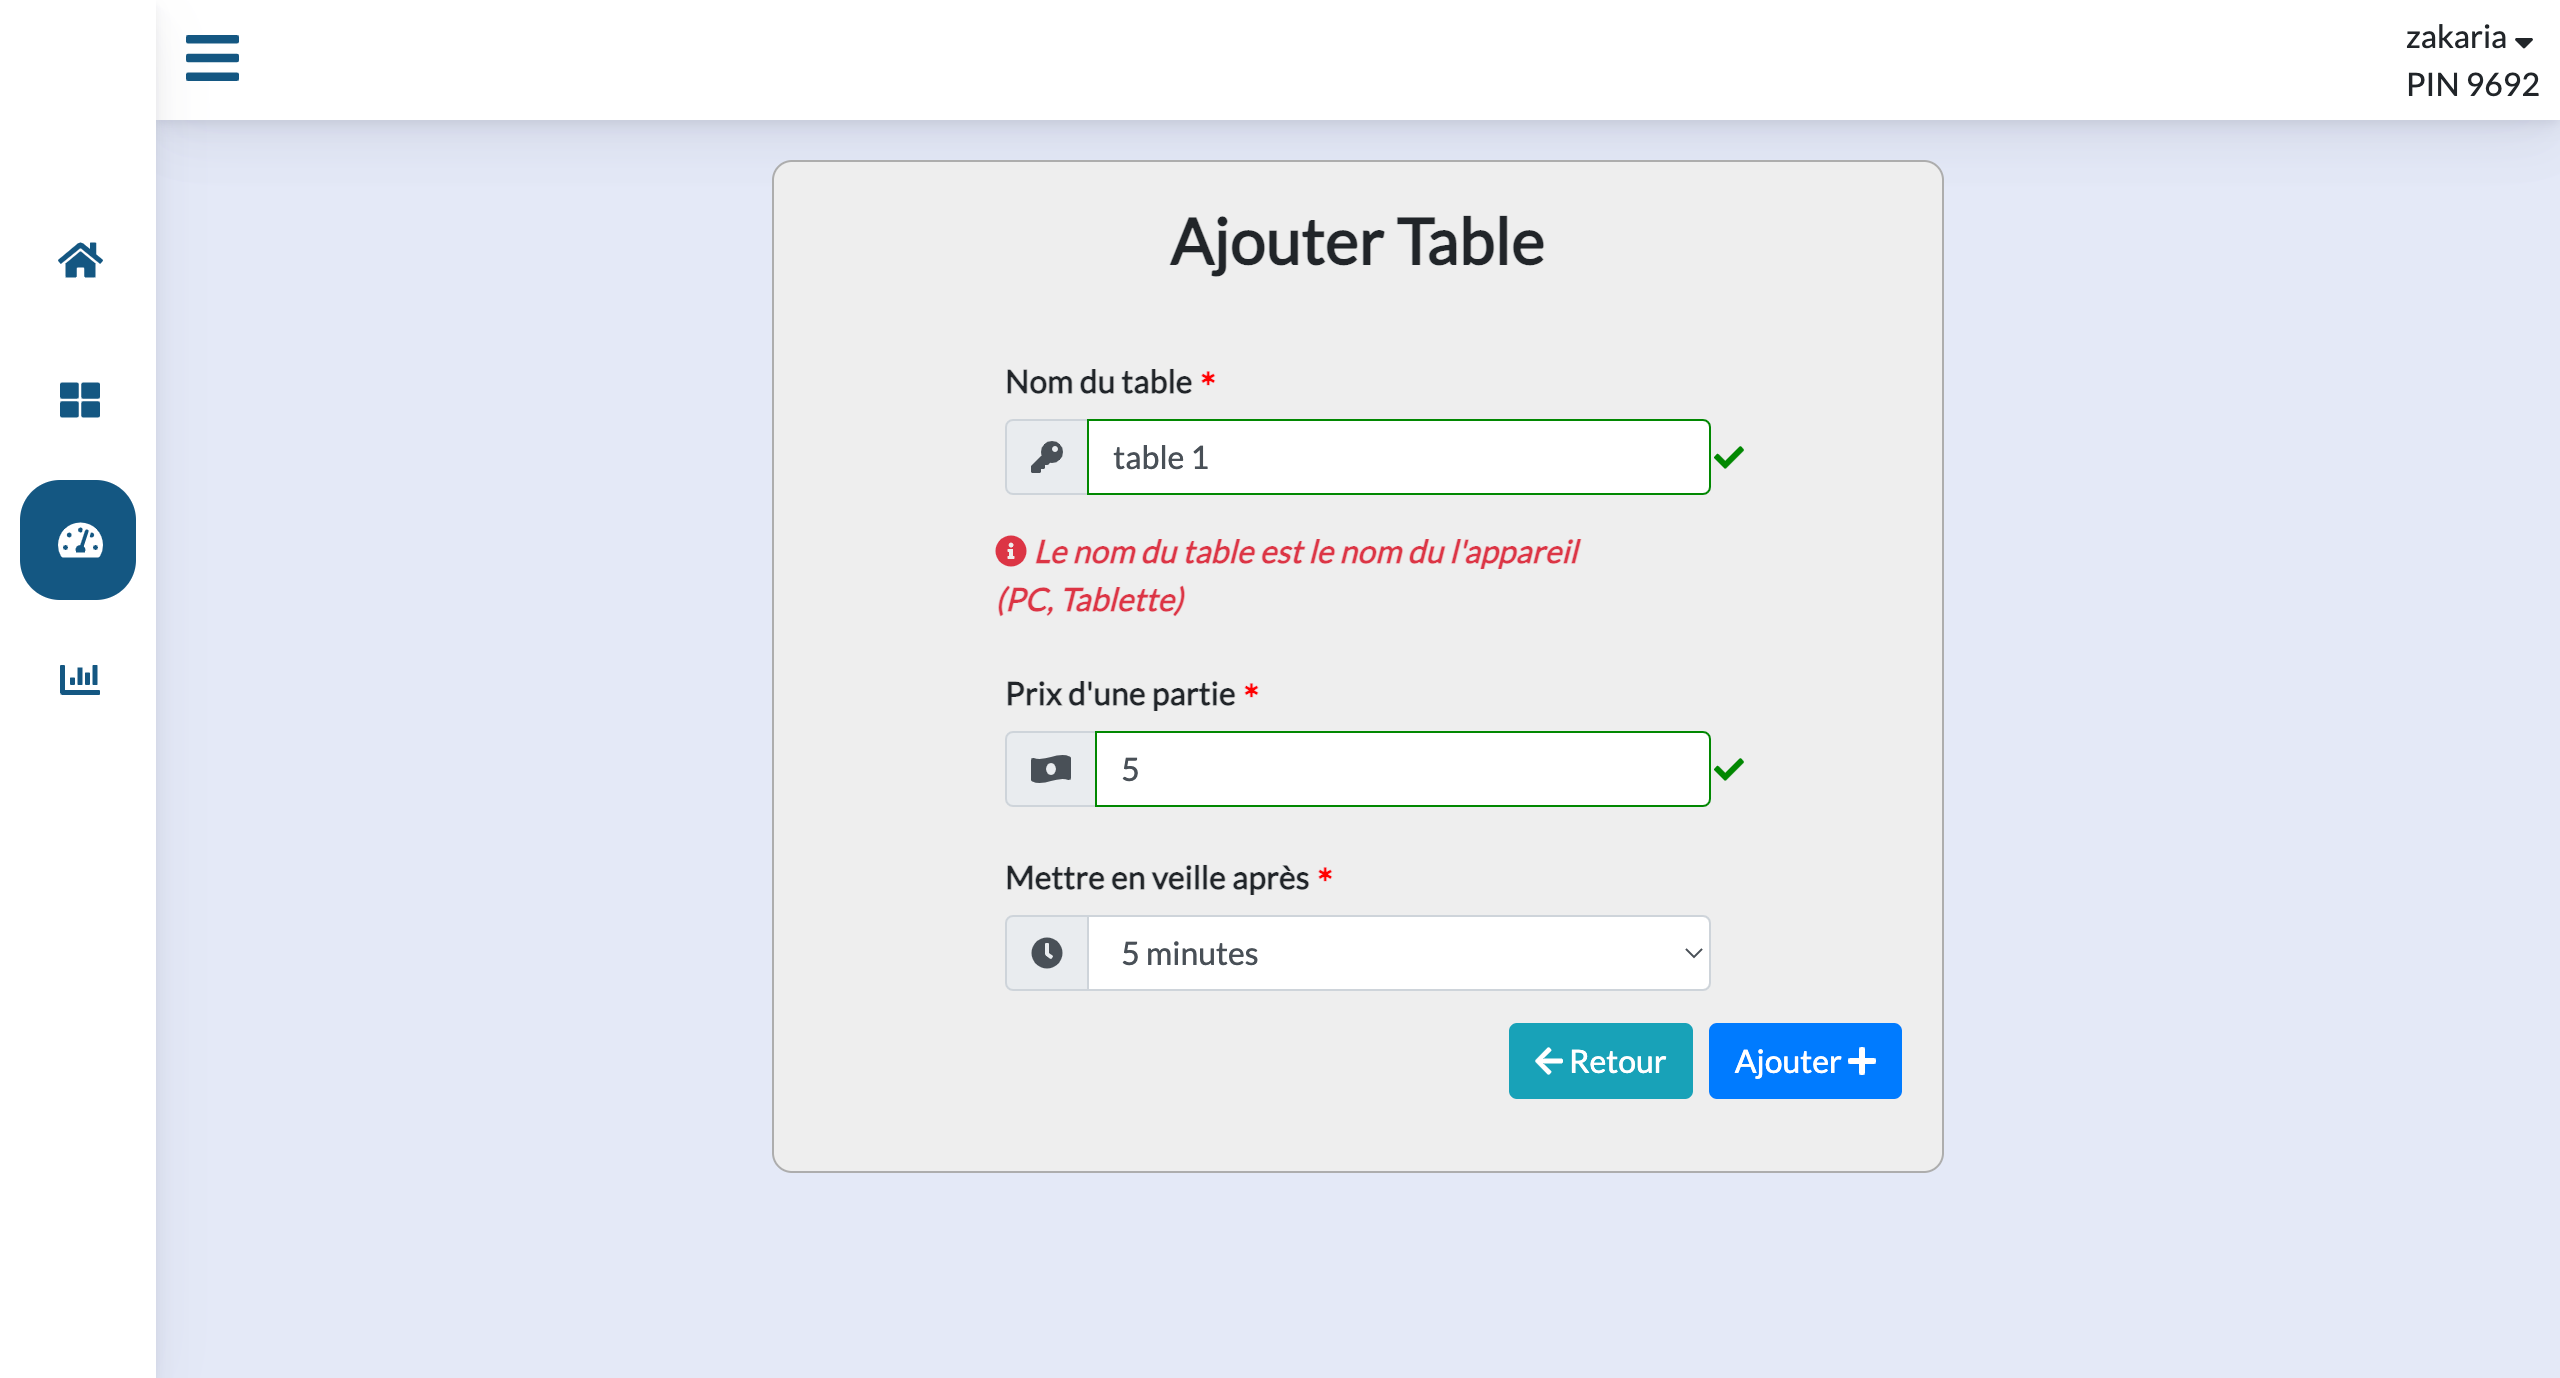 zakaria
PIN 9692
Ajouter Table
Nom du table *
table 1
Le nom du table est le nom du l'appareil
(PC, Tablette)
Prix d'une partie *
5
Mettre en veille après *
5 minutes
Retour
Ajouter